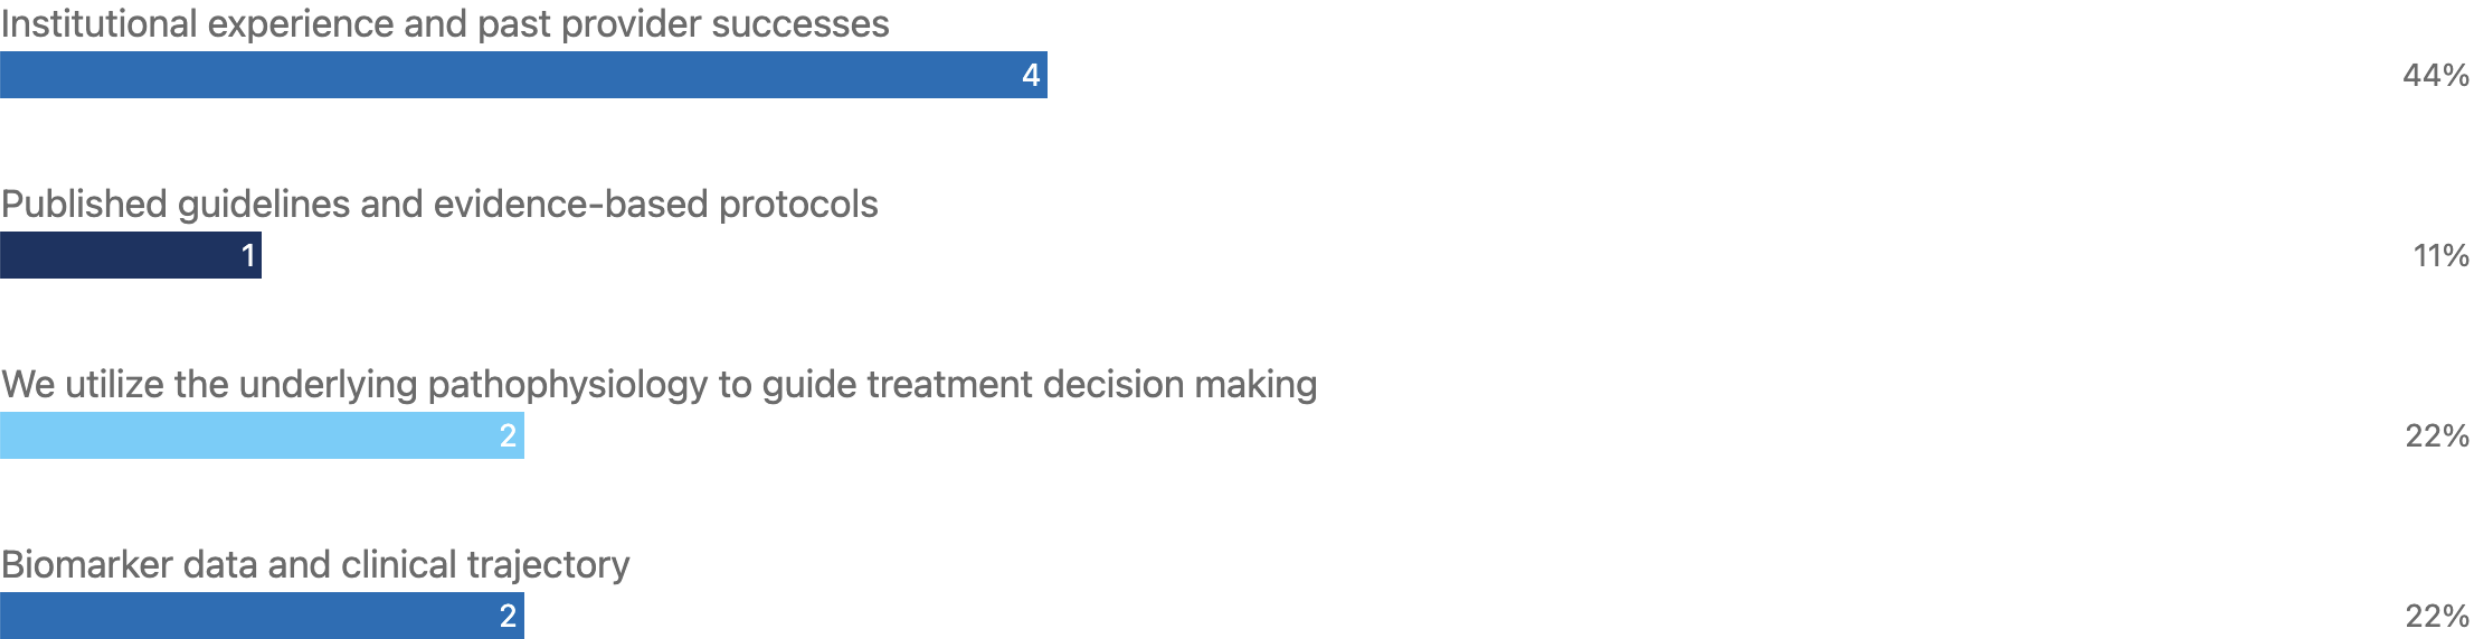 Institutional experience and past provider successes
4 44%
Published guidelines and evidence-based protocols
1 11%
We utilize the underlying pathophysiology to guide treatment decision making
2 22%
Biomarker data and clinical trajectory
2 22%